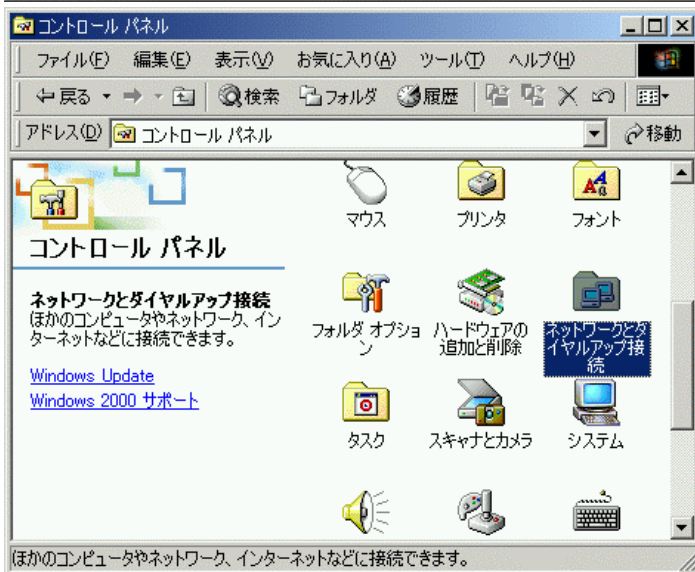 コントロール パネル
ファイル(F) 編集(E) 表示(V) お気に入り(A) ツール(T) ヘルプ(H)
戻る 検索 フォルダ 履歴
アドレス(D) コントロール パネル 移動
コントロール パネル
ネットワークとダイヤルアップ接続
ほかのコンピュータやネットワーク、イン
ターネットなどに接続できます。
Windows Update
Windows 2000 サポート
マウス
プリンタ
フォント
フォルダ オプショ
ン
ハードウェアの
追加と削除
ネットワークとダ
イヤルアップ接
続
タスク
スキャナとカメラ
システム
ほかのコンピュータやネットワーク、インターネットなどに接続できます。